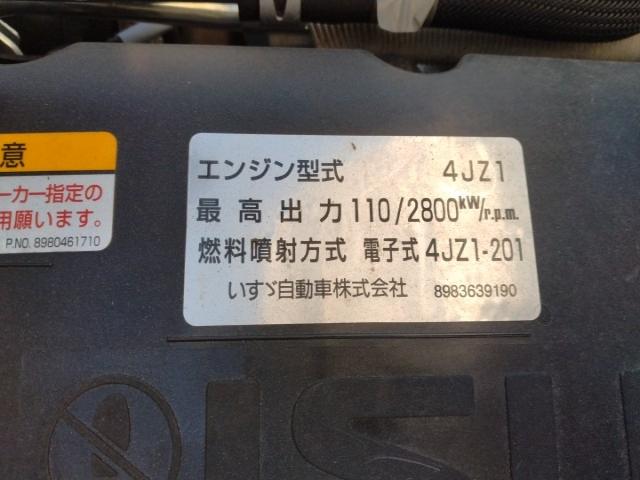 意
ーカー指定の
用願います。
P.NO. 8980461710
エンジン型式 4JZ1
最高出力 110/2800kW/r.p.m.
燃料噴射方式 電子式 4JZ1-201
いすゞ自動車株式会社 8983639190
ISU